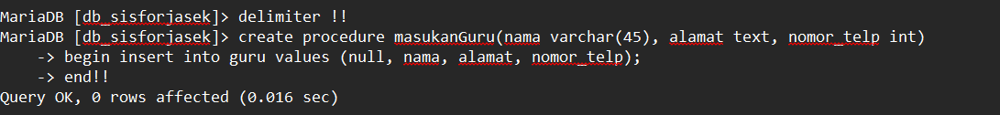 MariaDB [db_sisforjasek]> delimiter !!
MariaDB [db_sisforjasek]> create procedure masukanGuru(nama varchar(45), alamat text, nomor_telp int)
    -> begin insert into guru values (null, nama, alamat, nomor_telp);
    -> end!!
Query OK, 0 rows affected (0.016 sec)